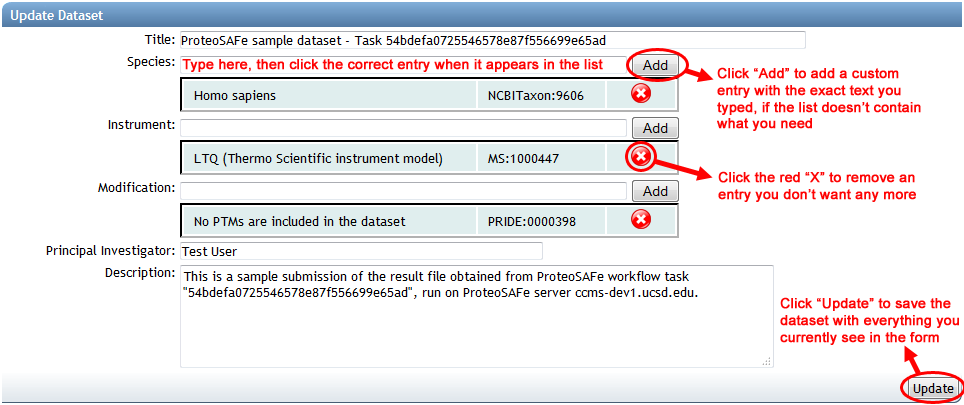 Update Dataset
Title: ProteoSAFe sample dataset - Task 54bdefa0725546578e87f556699e65ad
Species: Type here, then click the correct entry when it appears in the list Add
Homo sapiens NCBITaxon:9606
Click “Add” to add a custom
entry with the exact text you
typed, if the list doesn’t contain
what you need
Instrument: Add
LTQ (Thermo Scientific instrument model) MS:1000447
Click the red “X” to remove an
entry you don’t want any more
Modification: Add
No PTMs are included in the dataset PRIDE:0000398
Principal Investigator: Test User
Description: This is a sample submission of the result file obtained from ProteoSAFe workflow task
"54bdefa0725546578e87f556699e65ad", run on ProteoSAFe server ccms-dev1.ucsd.edu.
Click “Update” to save the
dataset with everything you
currently see in the form
Update